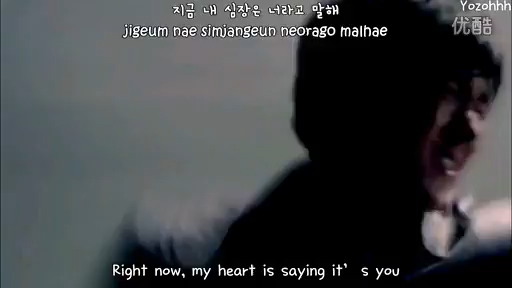 지금 내 심장은 너라고 말해
Yozohhh
jigeum nae simjangeun neorago malhae
优酷
Right now, my heart is saying it's you